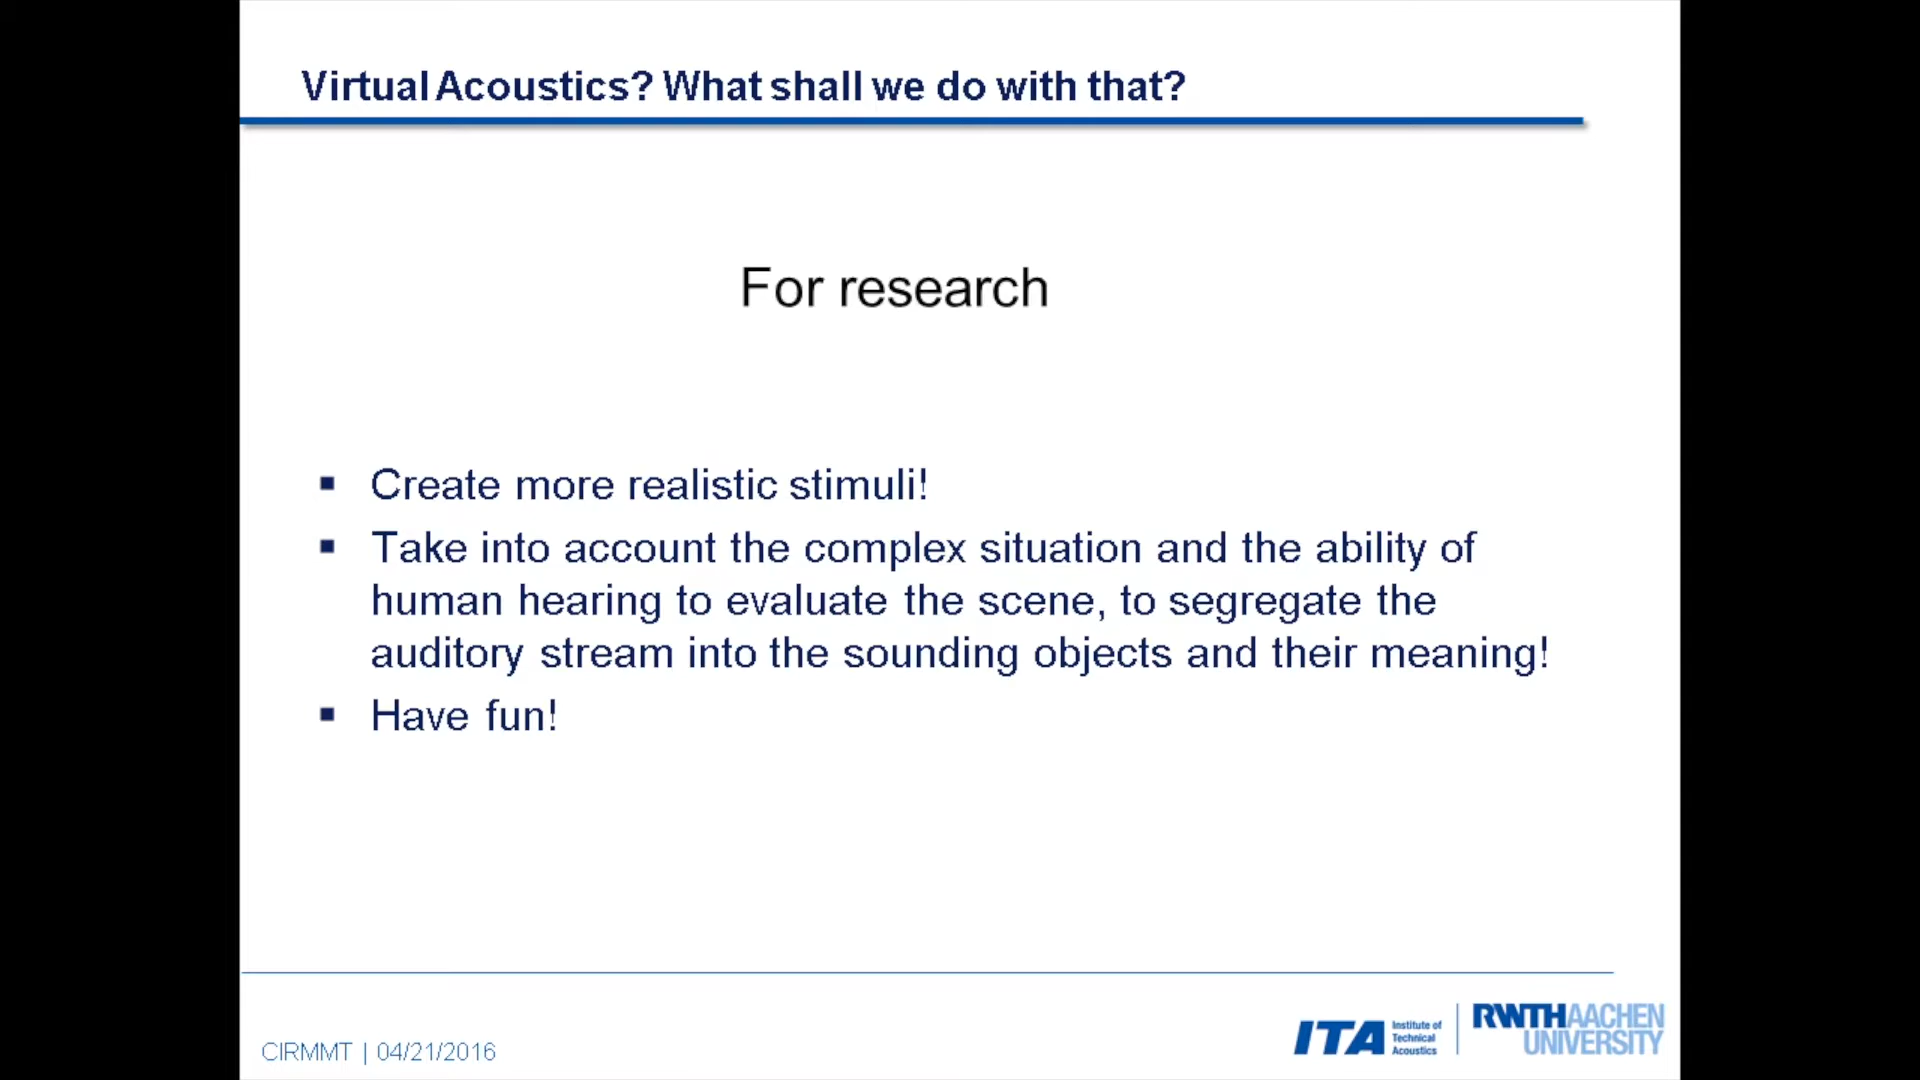 Virtual Acoustics? What shall we do with that?
For research
▪ Create more realistic stimuli!
▪ Take into account the complex situation and the ability of
human hearing to evaluate the scene, to segregate the
auditory stream into the sounding objects and their meaning!
▪ Have fun!
CIRMMT | 04/21/2016
ITA Institute of
Technical
Acoustics
RWTHAACHEN
UNIVERSITY